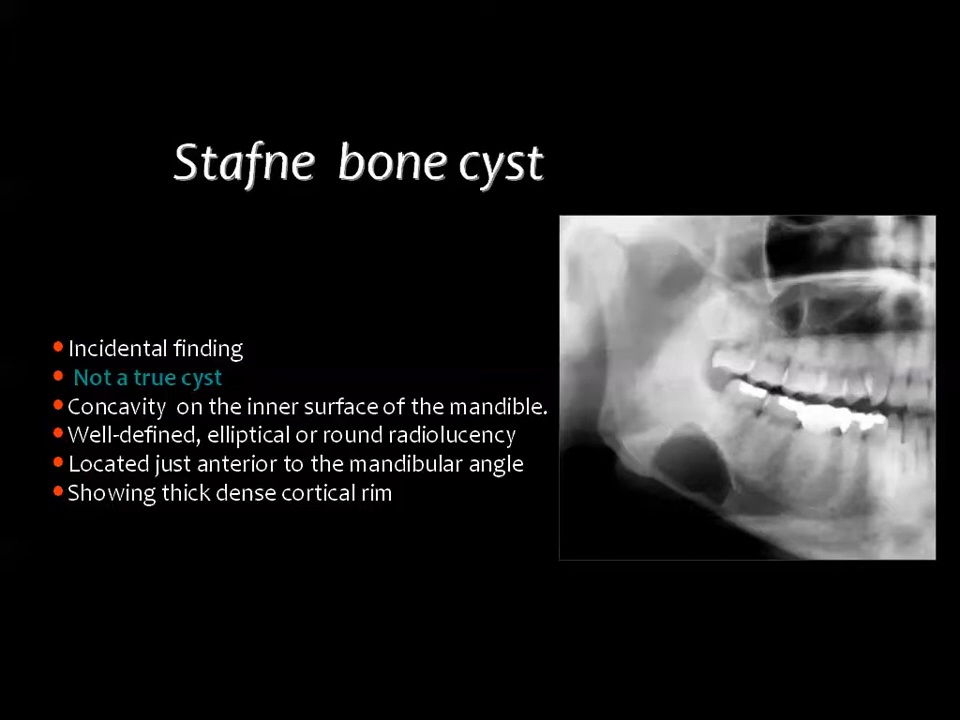 Stafne bone cyst
• Incidental finding
• Not a true cyst
• Concavity on the inner surface of the mandible.
• Well-defined, elliptical or round radiolucency
• Located just anterior to the mandibular angle
• Showing thick dense cortical rim